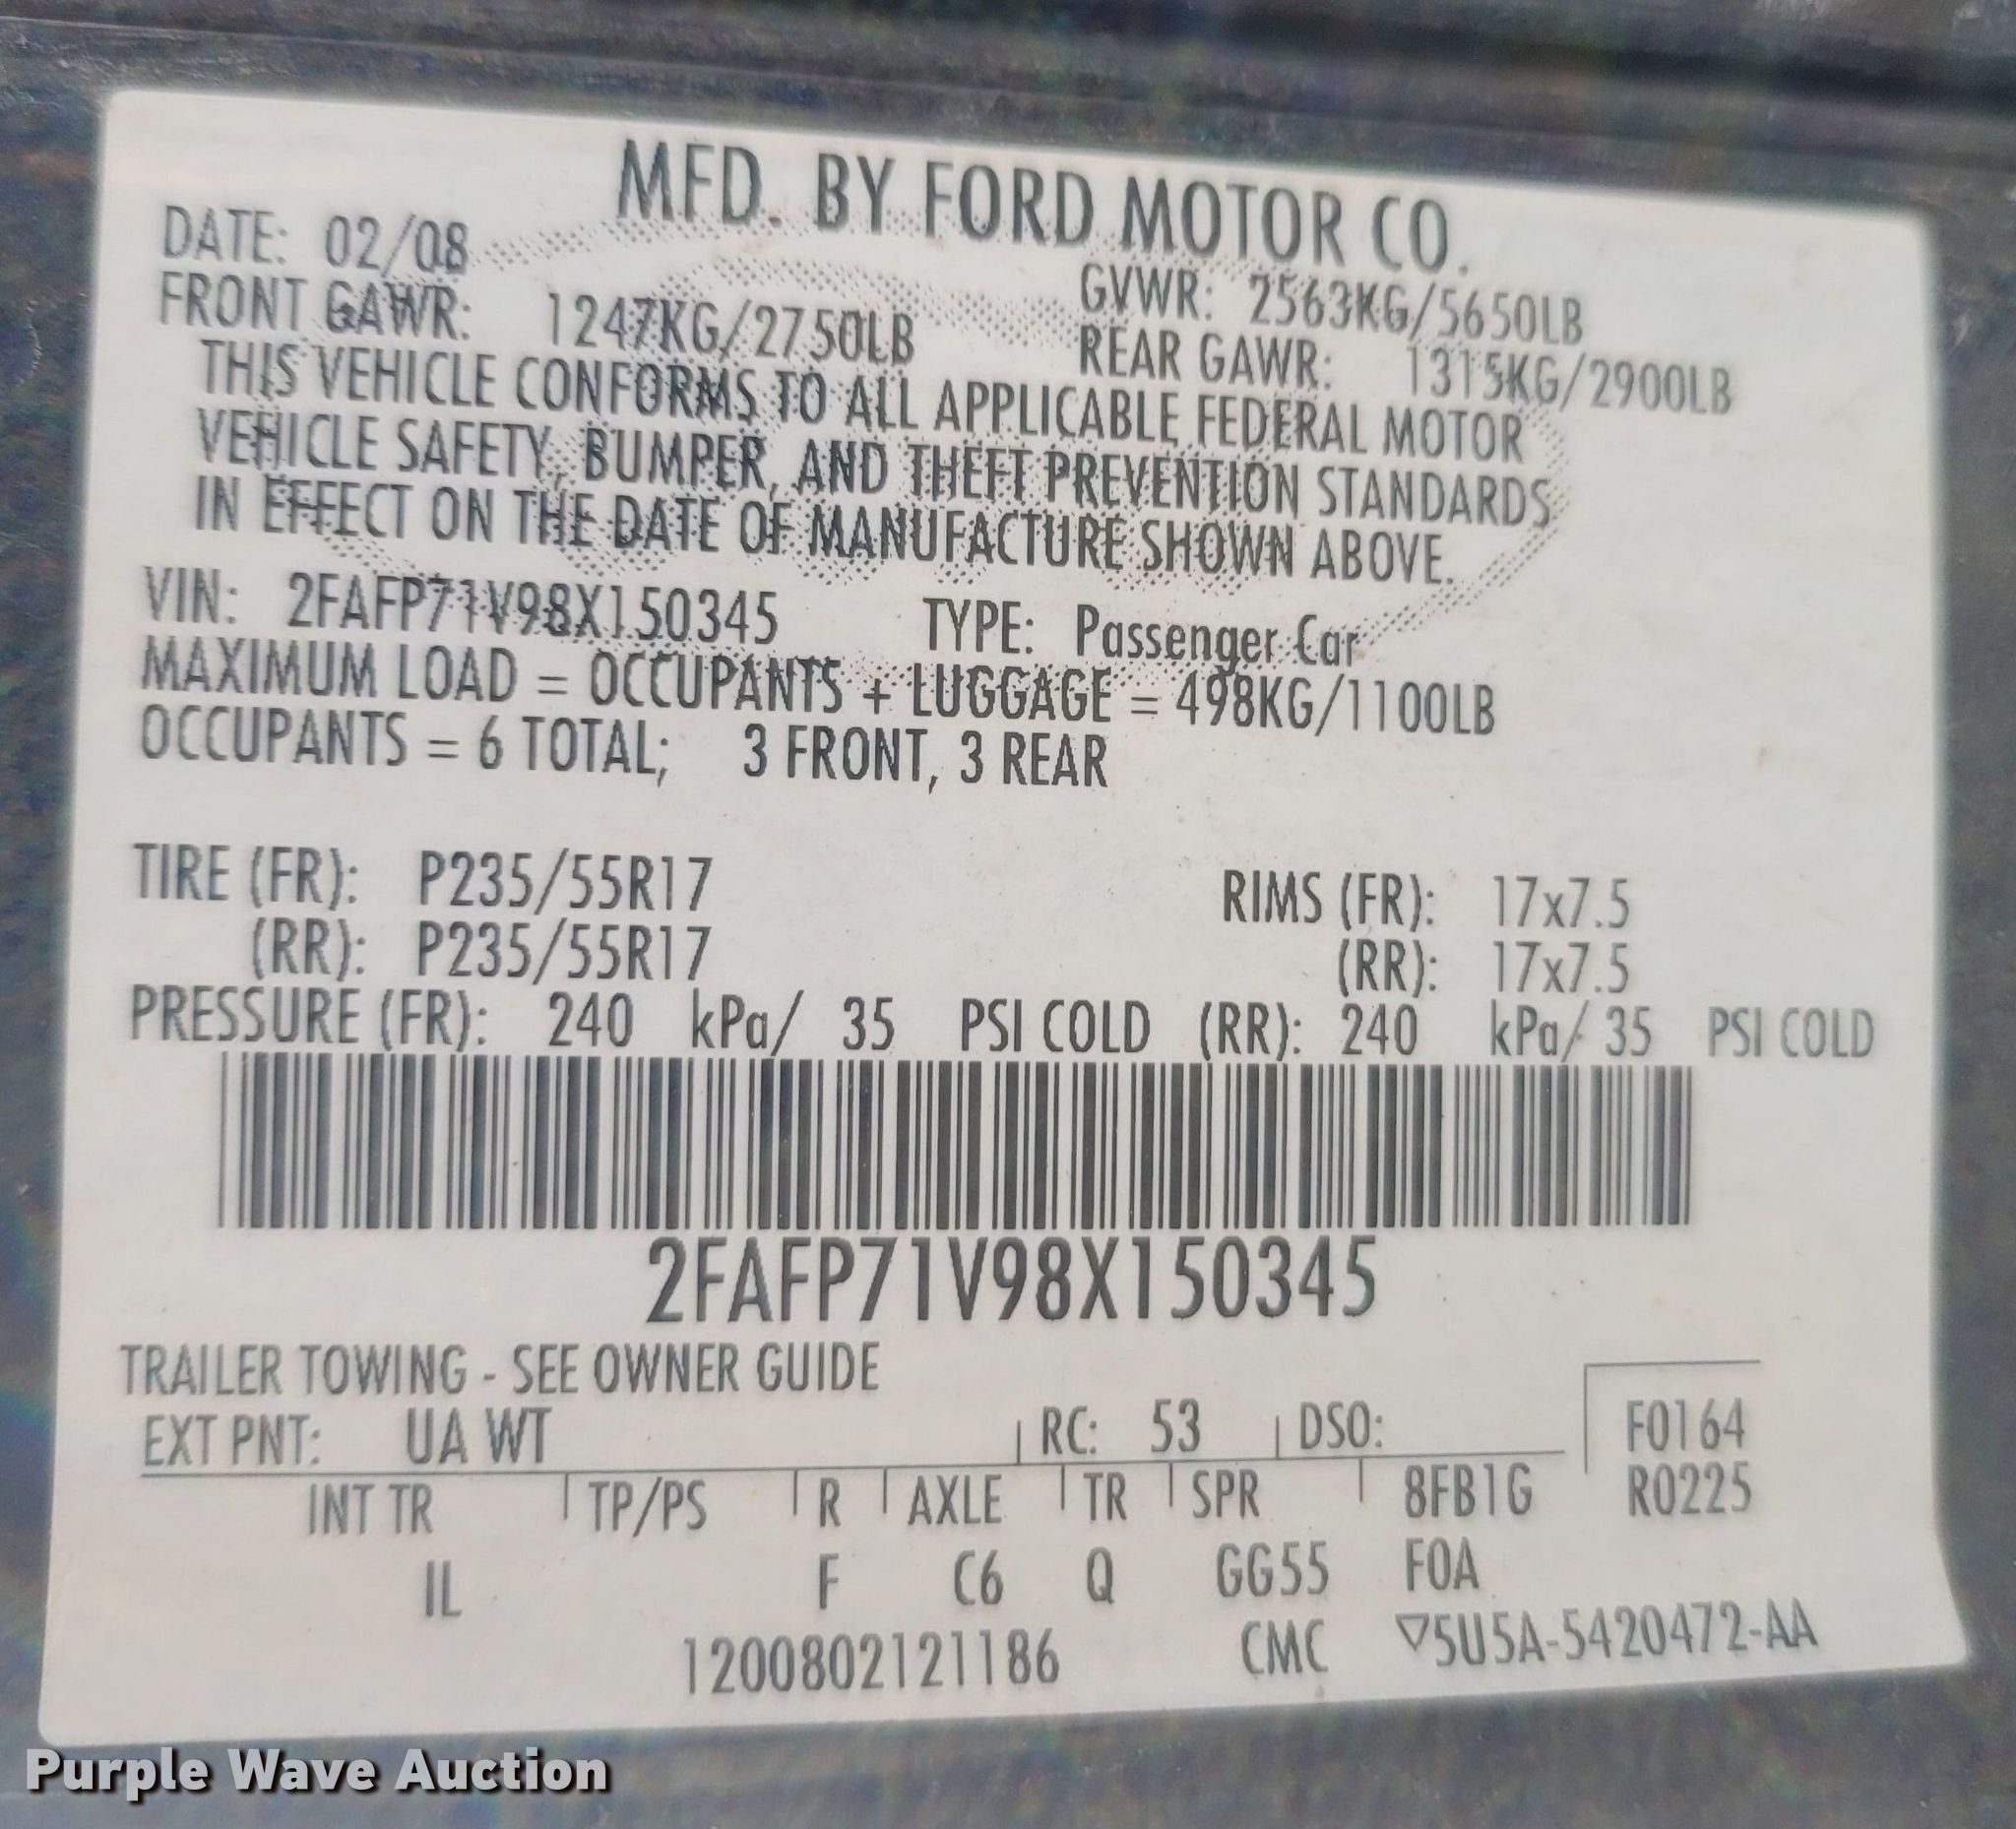 MFD. BY FORD MOTOR CO.
DATE: 02/08 GVWR: 2563KG/5650LB
FRONT GAWR: 1247KG/2750LB REAR GAWR: 1315KG/2900LB
THIS VEHICLE CONFORMS TO ALL APPLICABLE FEDERAL MOTOR
VEHICLE SAFETY, BUMPER, AND THEFT PREVENTION STANDARDS
IN EFFECT ON THE DATE OF MANUFACTURE SHOWN ABOVE.
VIN: 2FAFP71V98X150345 TYPE: Passenger Car
MAXIMUM LOAD = OCCUPANTS + LUGGAGE = 498KG/1100LB
OCCUPANTS = 6 TOTAL; 3 FRONT, 3 REAR
TIRE (FR): P235/55R17 RIMS (FR): 17x7.5
(RR): P235/55R17 (RR): 17x7.5
PRESSURE (FR): 240 kPa/ 35 PSI COLD (RR): 240 kPa/ 35 PSI COLD
2FAFP71V98X150345
TRAILER TOWING - SEE OWNER GUIDE
EXT PNT: UA WT RC: 53 DSO: F0164
INT TR TP/PS R AXLE TR SPR 8FB1G R0225
IL F C6 Q GG55 FOA
1200802121186 CMC ▽5U5A-5420472-AA
Purple Wave Auction